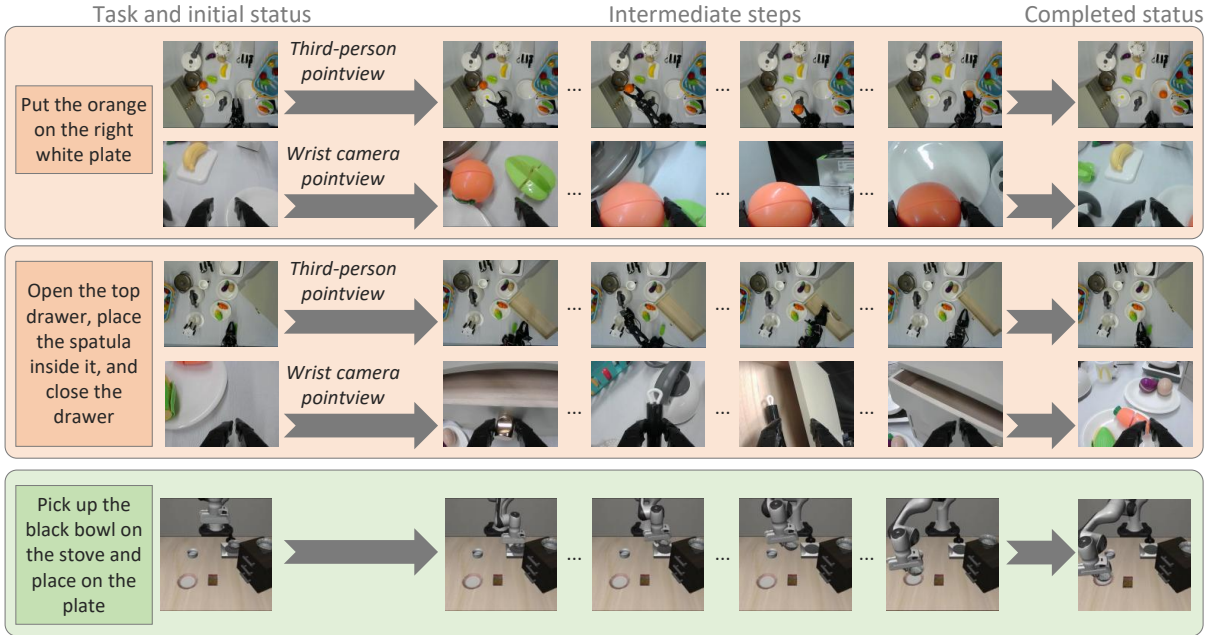 Task and initial status
Intermediate steps
Completed status
Put the orange
on the right
white plate
Third-person
pointview
...
...
...
Wrist camera
pointview
...
...
...
Open the top
drawer, place
the spatula
inside it, and
close the
drawer
Third-person
pointview
...
...
...
Wrist camera
pointview
...
...
...
Pick up the
black bowl on
the stove and
place on the
plate
...
...
...